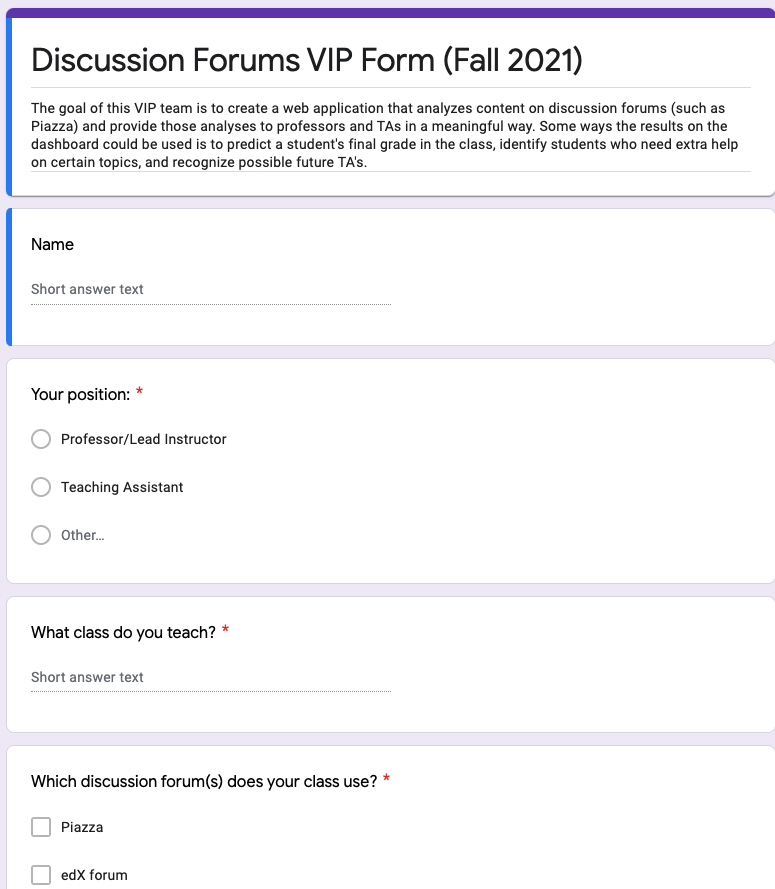 Discussion Forums VIP Form (Fall 2021)
The goal of this VIP team is to create a web application that analyzes content on discussion forums (such as
Piazza) and provide those analyses to professors and TAs in a meaningful way. Some ways the results on the
dashboard could be used is to predict a student's final grade in the class, identify students who need extra help
on certain topics, and recognize possible future TA's.
Name
Short answer text
Your position: *
Professor/Lead Instructor
Teaching Assistant
Other...
What class do you teach? *
Short answer text
Which discussion forum(s) does your class use? *
Piazza
edX forum